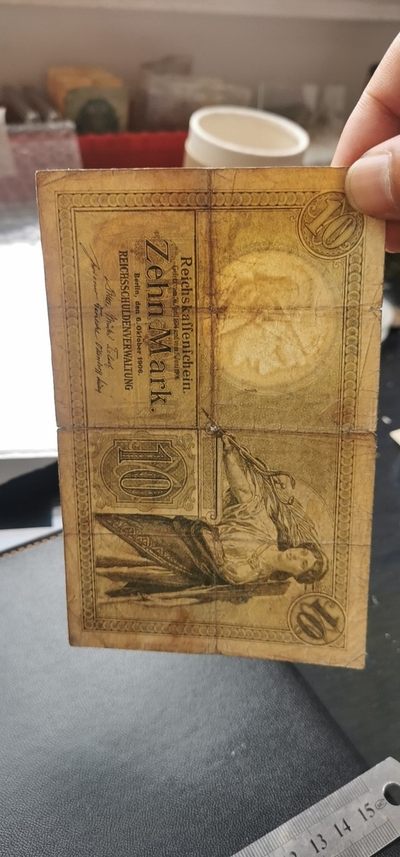 10
Reichskassenschein.
Zehn Mark.
Berlin, den 6. Oktober 1906.
REICHSSCHULDENVERWALTUNG
10
10
13 14 15